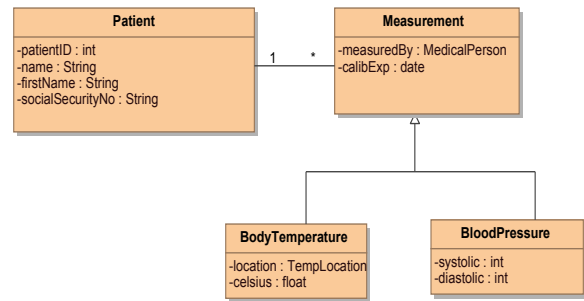 Patient
-patientID : int
-name : String
-firstName : String
-socialSecurityNo : String
1
*
Measurement
-measuredBy : MedicalPerson
-calibExp : date
BodyTemperature
-location : TempLocation
-celsius : float
BloodPressure
-systolic : int
-diastolic : int